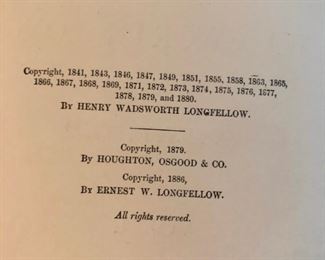 Copyright, 1841, 1843, 1846, 1847, 1849, 1851, 1855, 1858, 1863, 1865,
1866, 1867, 1868, 1869, 1871, 1872, 1873, 1874, 1875, 1876, 1877,
1878, 1879, and 1880.
BY HENRY WADSWORTH LONGFELLOW.
Copyright, 1879.
BY HOUGHTON, OSGOOD & CO.
Copyright, 1886,
BY ERNEST W. LONGFELLOW.
All rights reserved.